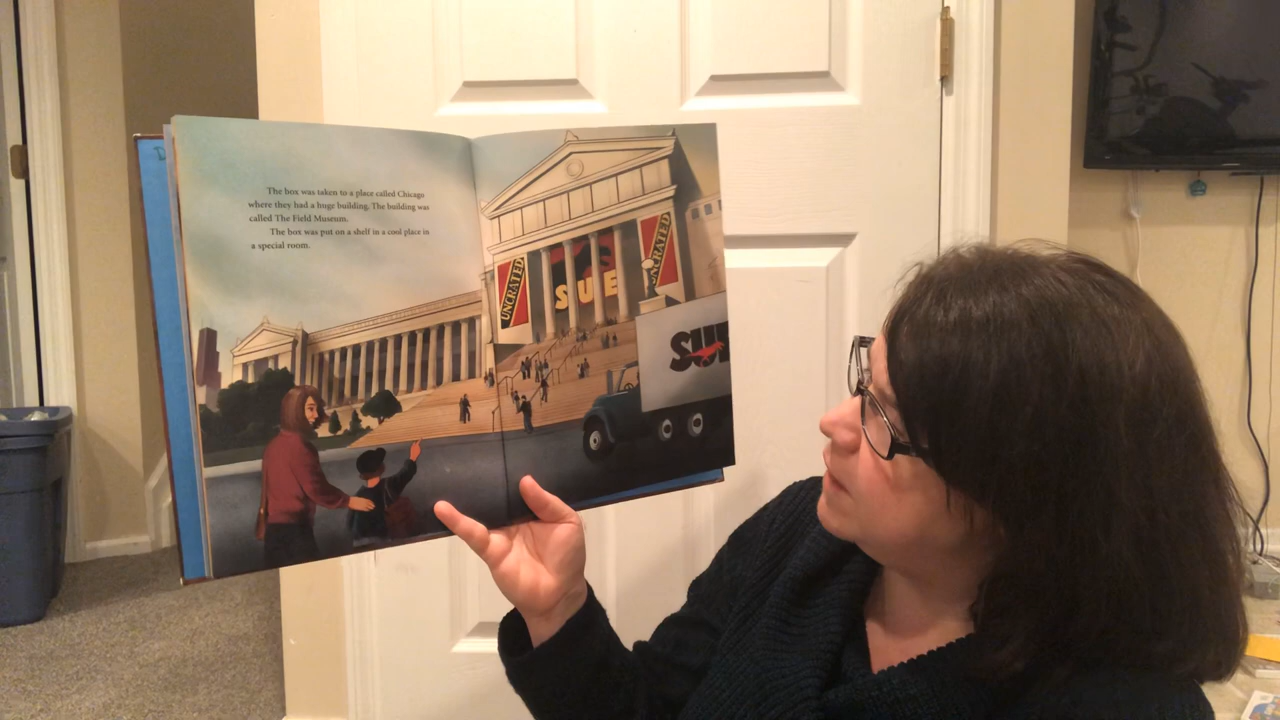 The box was taken to a place called Chicago
where they had a huge building. The building was
called The Field Museum.
The box was put on a shelf in a cool place in
a special room.
UNCRATED
SUE
UNCRATED
SUE